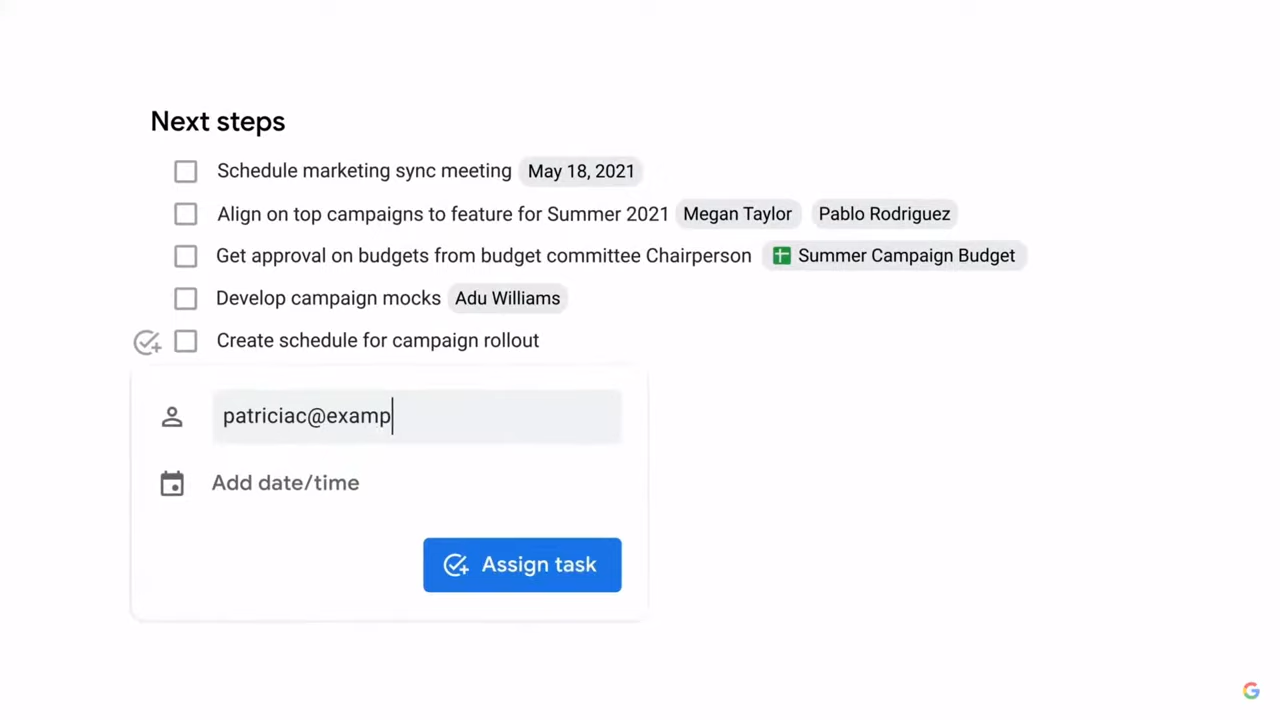 Next steps
Schedule marketing sync meeting May 18, 2021
Align on top campaigns to feature for Summer 2021 Megan Taylor Pablo Rodriguez
Get approval on budgets from budget committee Chairperson Summer Campaign Budget
Develop campaign mocks Adu Williams
Create schedule for campaign rollout
patriciac@examp
Add date/time
Assign task
G